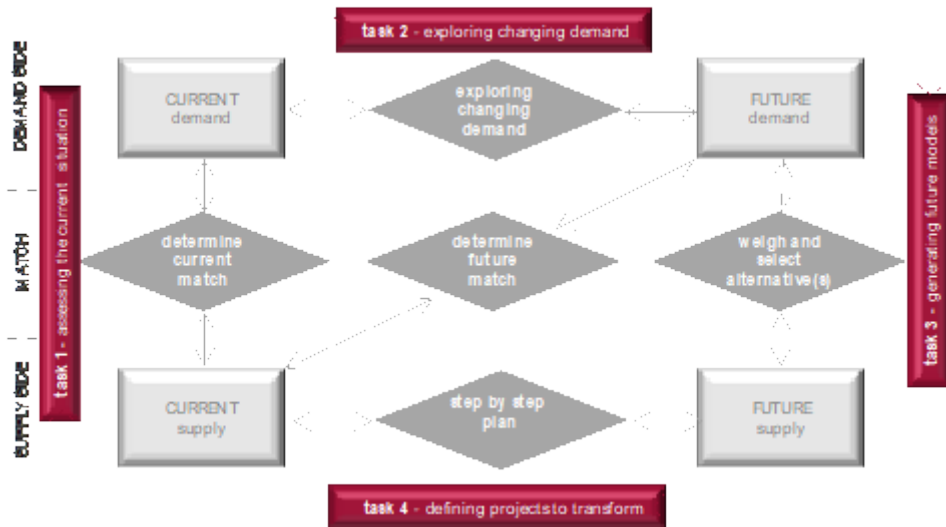 task 2 - exploring changing demand
DEMAND SIDE
CURRENT
demand
exploring
changing
demand
FUTURE
demand
task 1 - assessing the current situation
MATCH
determine
current
match
determine
future
match
weigh and
select
alternative(s)
task 3 - generating future models
SUPPLY SIDE
CURRENT
supply
step by step
plan
FUTURE
supply
task 4 - defining projects to transform